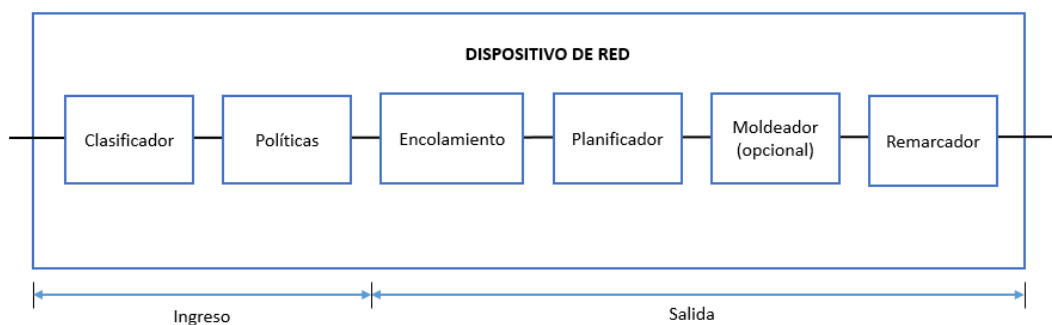 DISPOSITIVO DE RED
Clasificador
Políticas
Encolamiento
Planificador
Moldeador
(opcional)
Remarcador
Ingreso
Salida